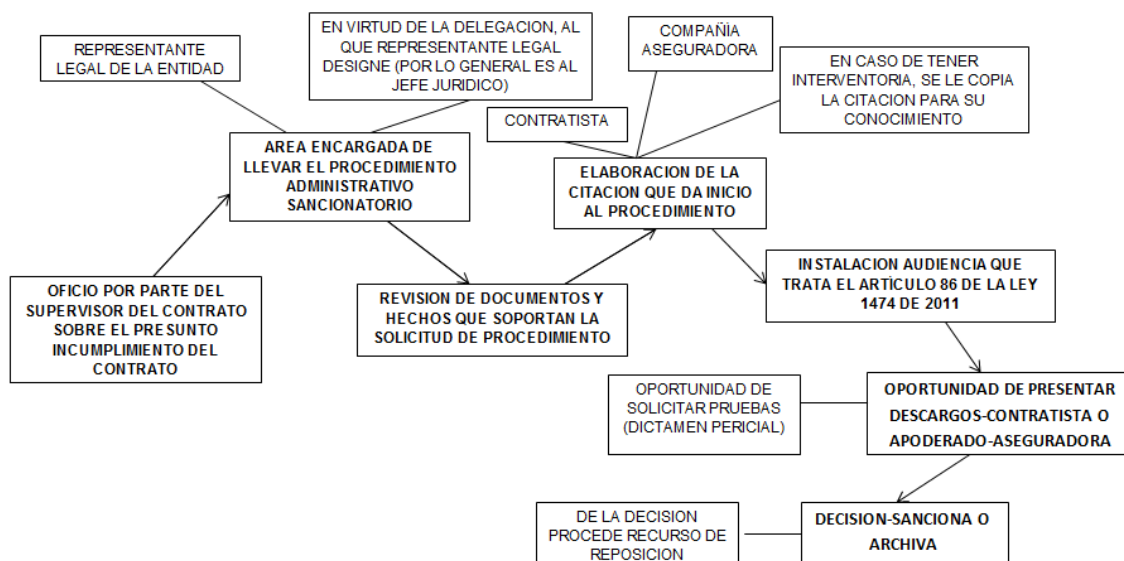 REPRESENTANTE
LEGAL DE LA ENTIDAD
EN VIRTUD DE LA DELEGACION, AL
QUE REPRESENTANTE LEGAL
DESIGNE (POR LO GENERAL ES AL
JEFE JURIDICO)
COMPAÑÌA
ASEGURADORA
EN CASO DE TENER
INTERVENTORIA, SE LE COPIA
LA CITACION PARA SU
CONOCIMIENTO
CONTRATISTA
AREA ENCARGADA DE
LLEVAR EL PROCEDIMIENTO
ADMINISTRATIVO
SANCIONATORIO
ELABORACION DE LA
CITACION QUE DA INICIO
AL PROCEDIMIENTO
OFICIO POR PARTE DEL
SUPERVISOR DEL CONTRATO
SOBRE EL PRESUNTO
INCUMPLIMIENTO DEL
CONTRATO
REVISION DE DOCUMENTOS Y
HECHOS QUE SOPORTAN LA
SOLICITUD DE PROCEDIMIENTO
INSTALACION AUDIENCIA QUE
TRATA EL ARTÍCULO 86 DE LA LEY
1474 DE 2011
OPORTUNIDAD DE
SOLICITAR PRUEBAS
(DICTAMEN PERICIAL)
OPORTUNIDAD DE PRESENTAR
DESCARGOS-CONTRATISTA O
APODERADO-ASEGURADORA
DE LA DECISION
PROCEDE RECURSO DE
REPOSICION
DECISION-SANCIONA O
ARCHIVA